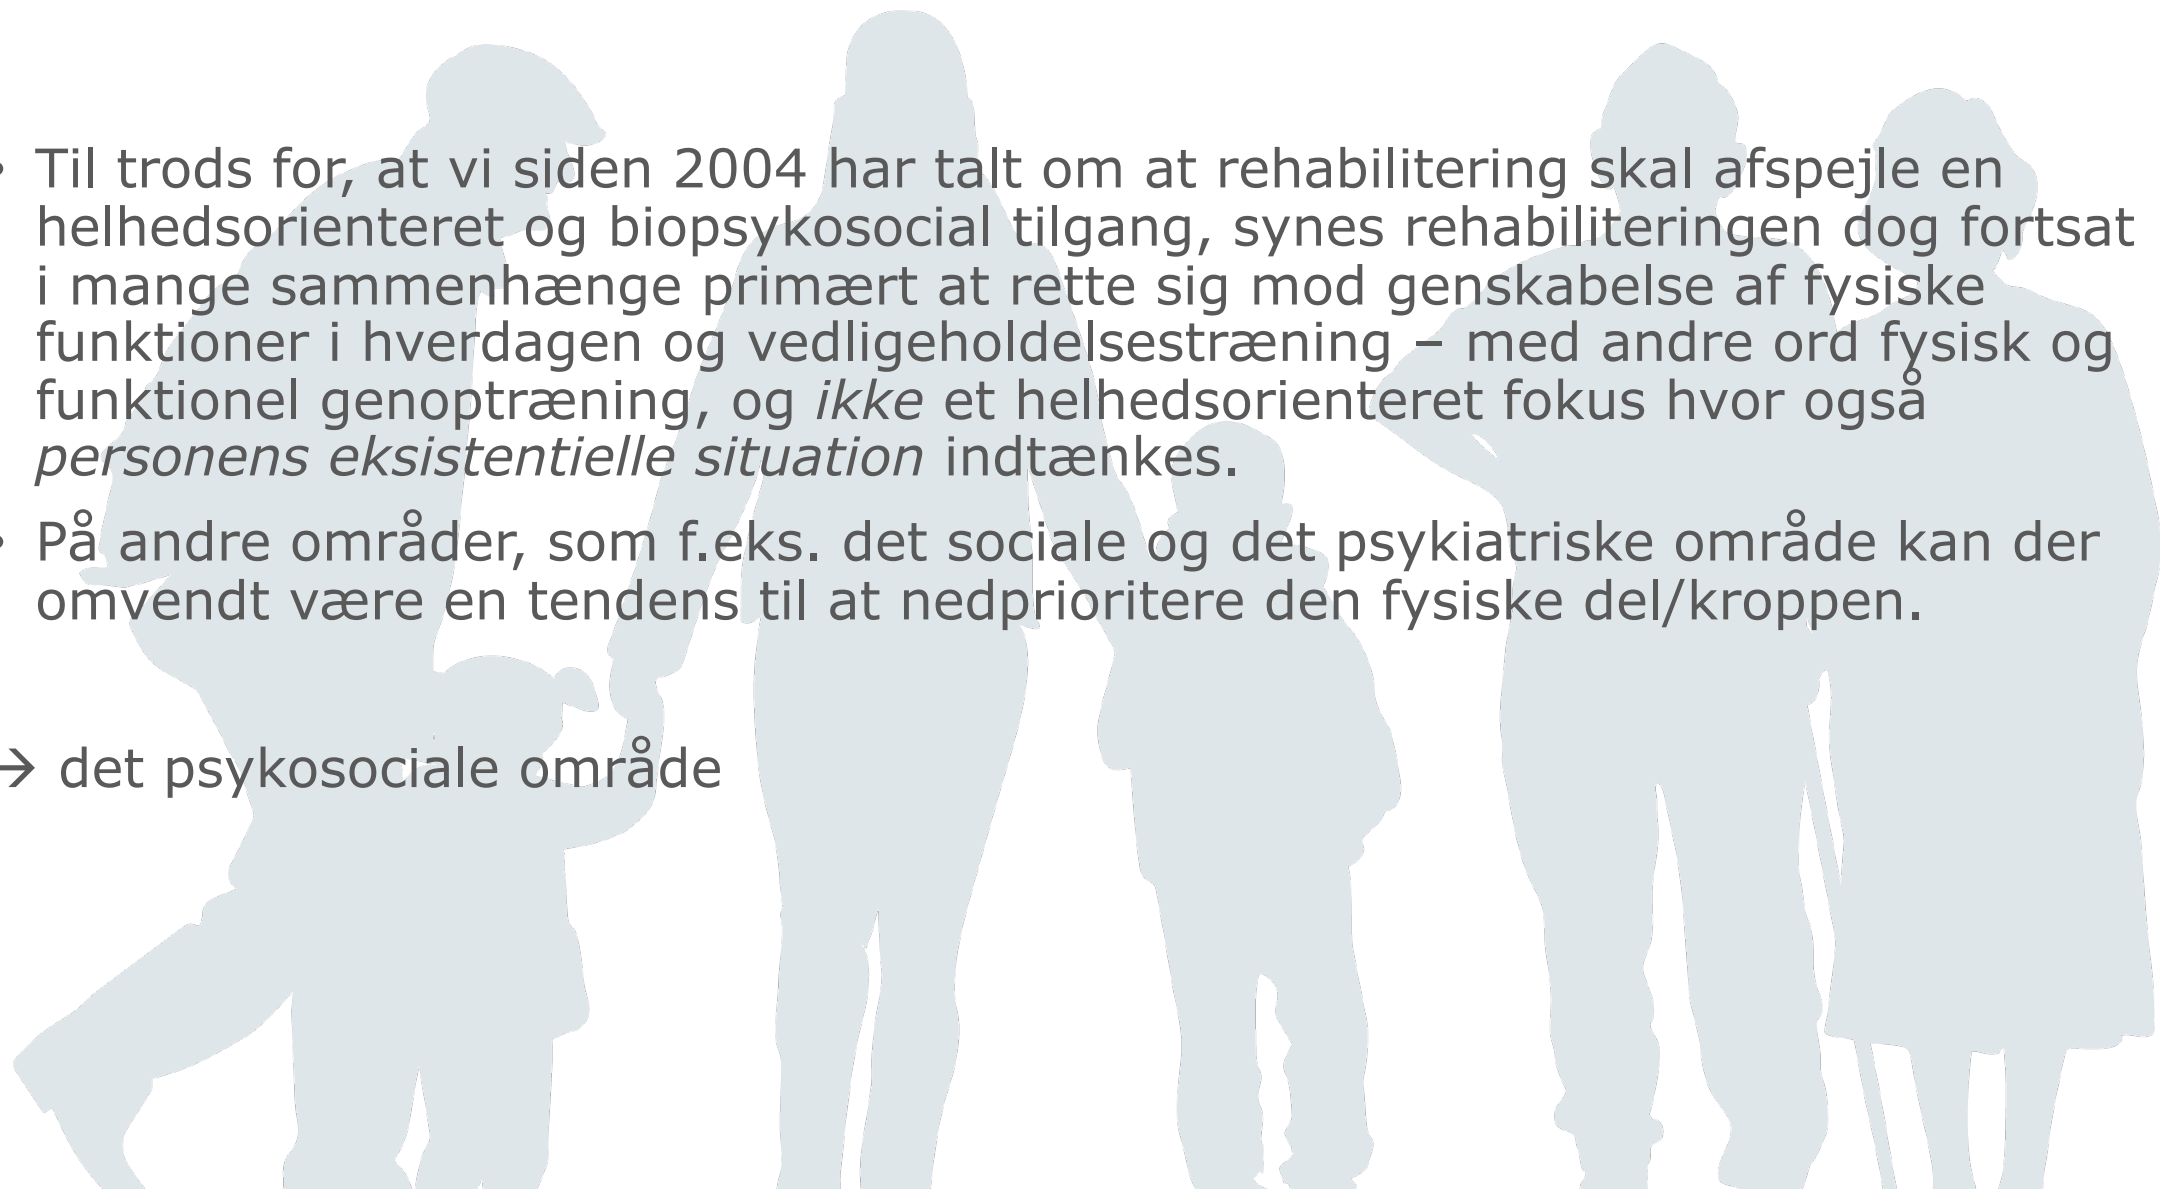 • Til trods for, at vi siden 2004 har talt om at rehabilitering skal afspejle en
helhedsorienteret og biopsykosocial tilgang, synes rehabiliteringen dog fortsat
i mange sammenhænge primært at rette sig mod genskabelse af fysiske
funktioner i hverdagen og vedligeholdelsestræning – med andre ord fysisk og
funktionel genoptræning, og ikke et helhedsorienteret fokus hvor også
personens eksistentielle situation indtænkes.
• På andre områder, som f.eks. det sociale og det psykiatriske område kan der
omvendt være en tendens til at nedprioritere den fysiske del/kroppen.
→ det psykosociale område